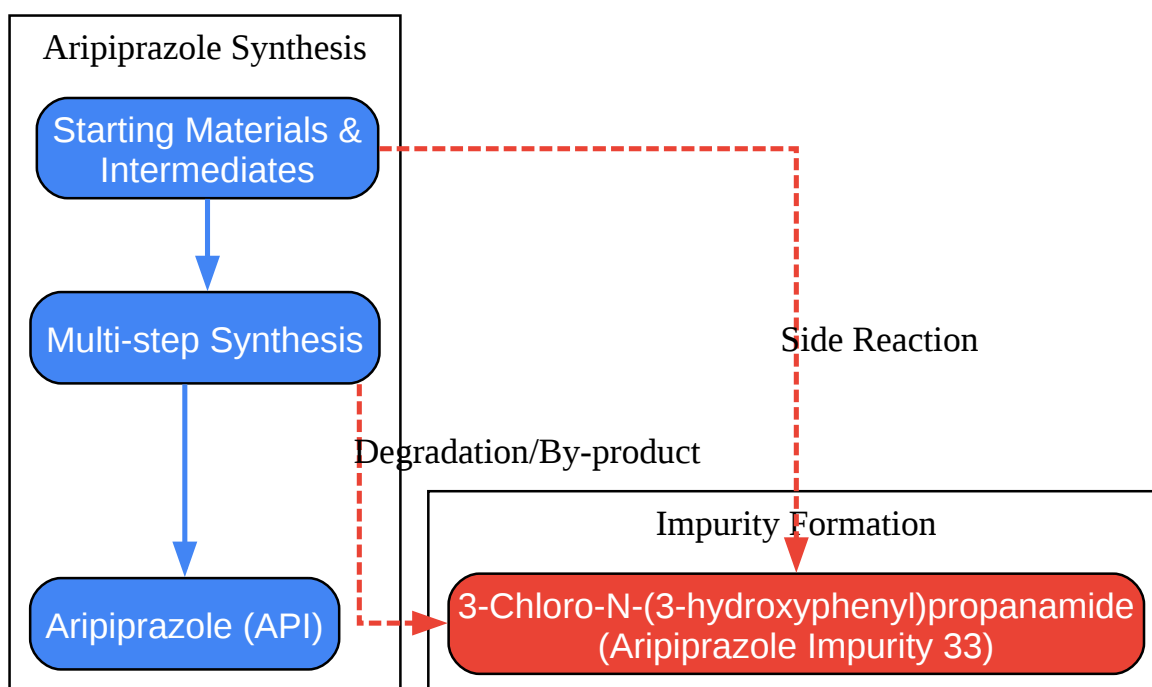 Aripiprazole Synthesis
Starting Materials &
Intermediates
Multi-step Synthesis
Side Reaction
Degradation/By-product
Impurity Formation
Aripiprazole (API)
3-Chloro-N-(3-hydroxyphenyl)propanamide
(Aripiprazole Impurity 33)